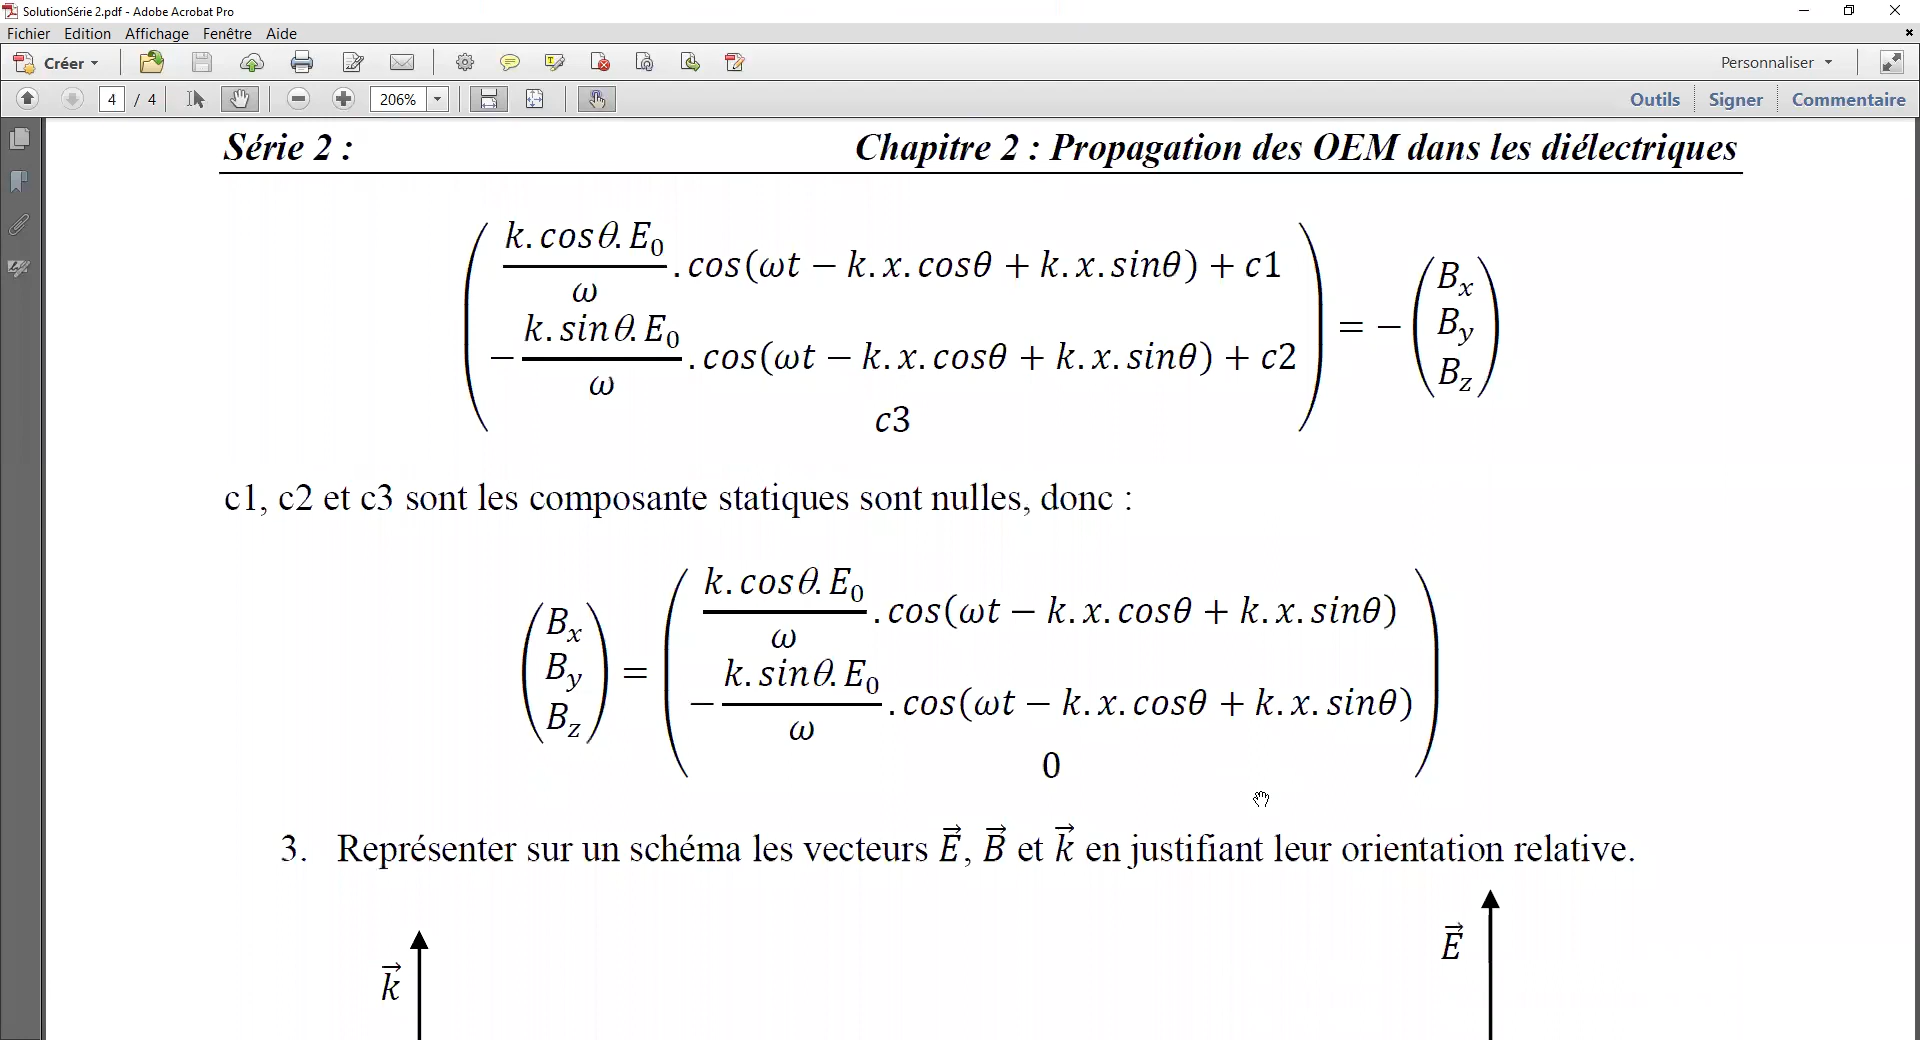 SolutionSérie 2.pdf - Adobe Acrobat Pro
Fichier Edition Affichage Fenêtre Aide
Créer
Personnaliser
4 / 4
206%
Outils Signer Commentaire
Série 2 : Chapitre 2 : Propagation des OEM dans les diélectriques
( k.cosθ.E₀/ω .cos(ωt − k.x.cosθ + k.x.sinθ) + c1
−k.sinθ.E₀/ω .cos(ωt − k.x.cosθ + k.x.sinθ) + c2
c3 ) = −(Bₓ B_y B_z)
c1, c2 et c3 sont les composante statiques sont nulles, donc :
(Bₓ B_y B_z) = ( k.cosθ.E₀/ω .cos(ωt − k.x.cosθ + k.x.sinθ)
−k.sinθ.E₀/ω .cos(ωt − k.x.cosθ + k.x.sinθ)
0 )
3. Représenter sur un schéma les vecteurs E⃗, B⃗ et k⃗ en justifiant leur orientation relative.
E⃗
k⃗